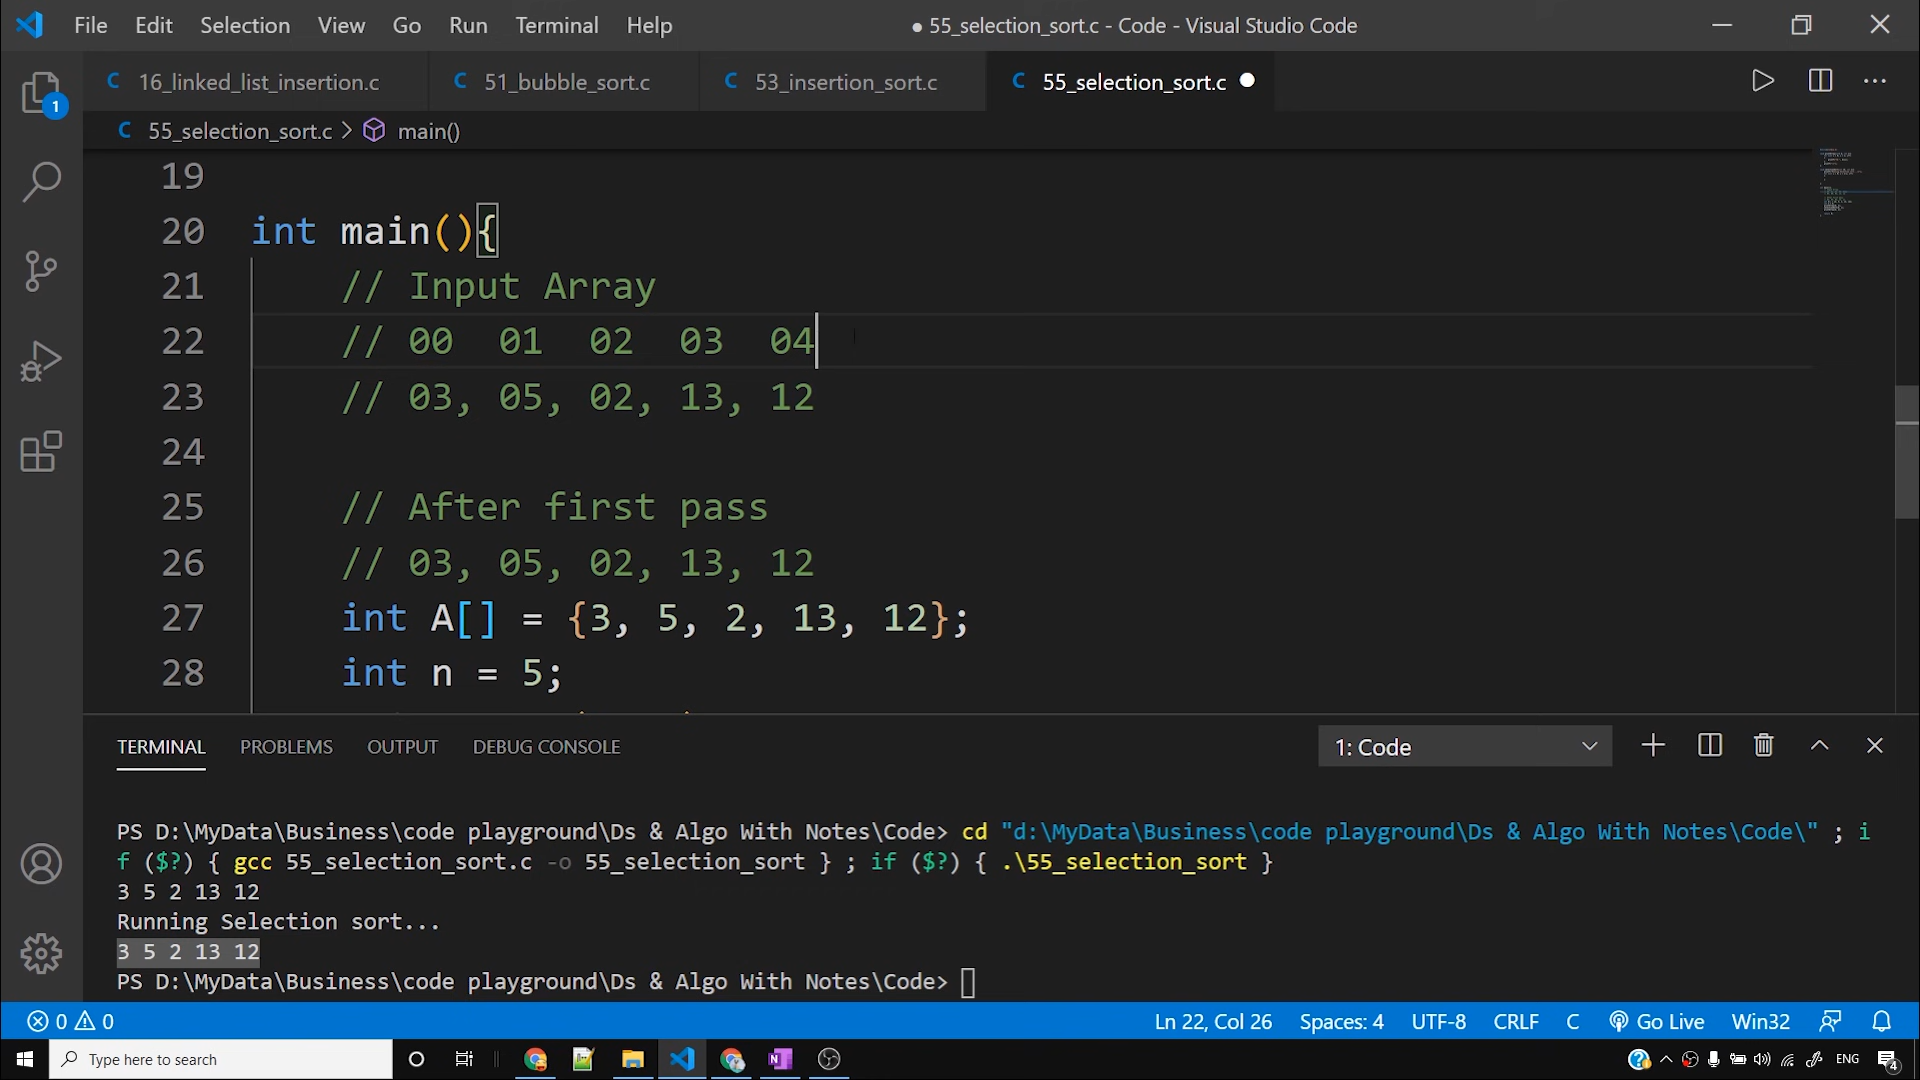 File Edit Selection View Go Run Terminal Help ● 55_selection_sort.c - Code - Visual Studio Code
C 16_linked_list_insertion.c C 51_bubble_sort.c C 53_insertion_sort.c C 55_selection_sort.c ●
C 55_selection_sort.c > main()
19
20 int main(){
21 // Input Array
22 // 00 01 02 03 04
23 // 03, 05, 02, 13, 12
24
25 // After first pass
26 // 03, 05, 02, 13, 12
27 int A[] = {3, 5, 2, 13, 12};
28 int n = 5;
1
TERMINAL PROBLEMS OUTPUT DEBUG CONSOLE 1: Code
PS D:\MyData\Business\code playground\Ds & Algo With Notes\Code> cd "d:\MyData\Business\code playground\Ds & Algo With Notes\Code\" ; i
f ($?) { gcc 55_selection_sort.c -o 55_selection_sort } ; if ($?) { .\55_selection_sort }
3 5 2 13 12
Running Selection sort...
3 5 2 13 12
PS D:\MyData\Business\code playground\Ds & Algo With Notes\Code>
0 0 Ln 22, Col 26 Spaces: 4 UTF-8 CRLF C Go Live Win32
Type here to search ENG 4